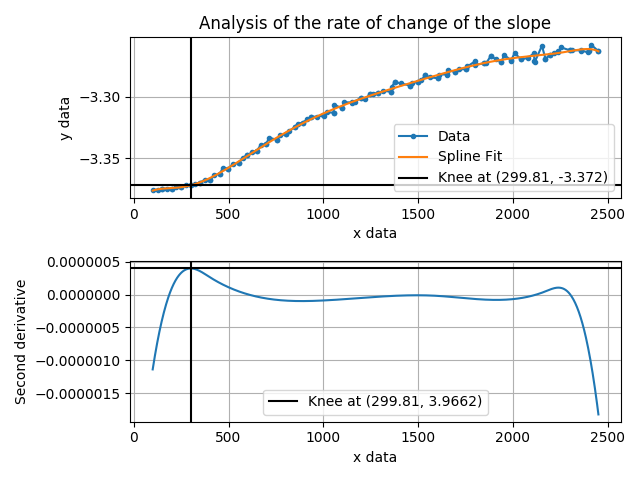 Analysis of the rate of change of the slope
−3.30
−3.35
y data
Data
Spline Fit
Knee at (299.81, -3.372)
0 500 1000 1500 2000 2500
x data
0.0000005
0.0000000
−0.0000005
−0.0000010
−0.0000015
Second derivative
Knee at (299.81, 3.9662)
0 500 1000 1500 2000 2500
x data